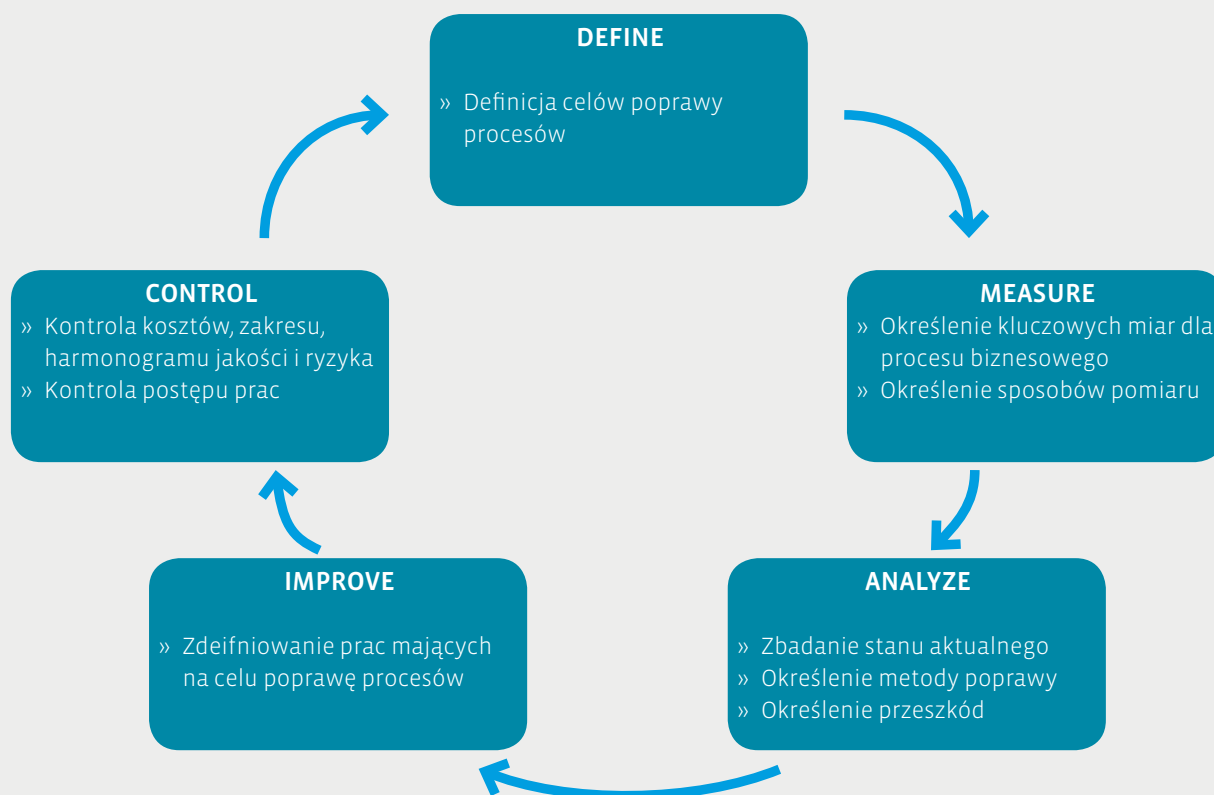 DEFINE
» Definicja celów poprawy
procesów
MEASURE
» Określenie kluczowych miar dla
procesu biznesowego
» Określenie sposobów pomiaru
ANALYZE
» Zbadanie stanu aktualnego
» Określenie metody poprawy
» Określenie przeszkód
IMPROVE
» Zdeifniowanie prac mających
na celu poprawę procesów
CONTROL
» Kontrola kosztów, zakresu,
harmonogramu jakości i ryzyka
» Kontrola postępu prac